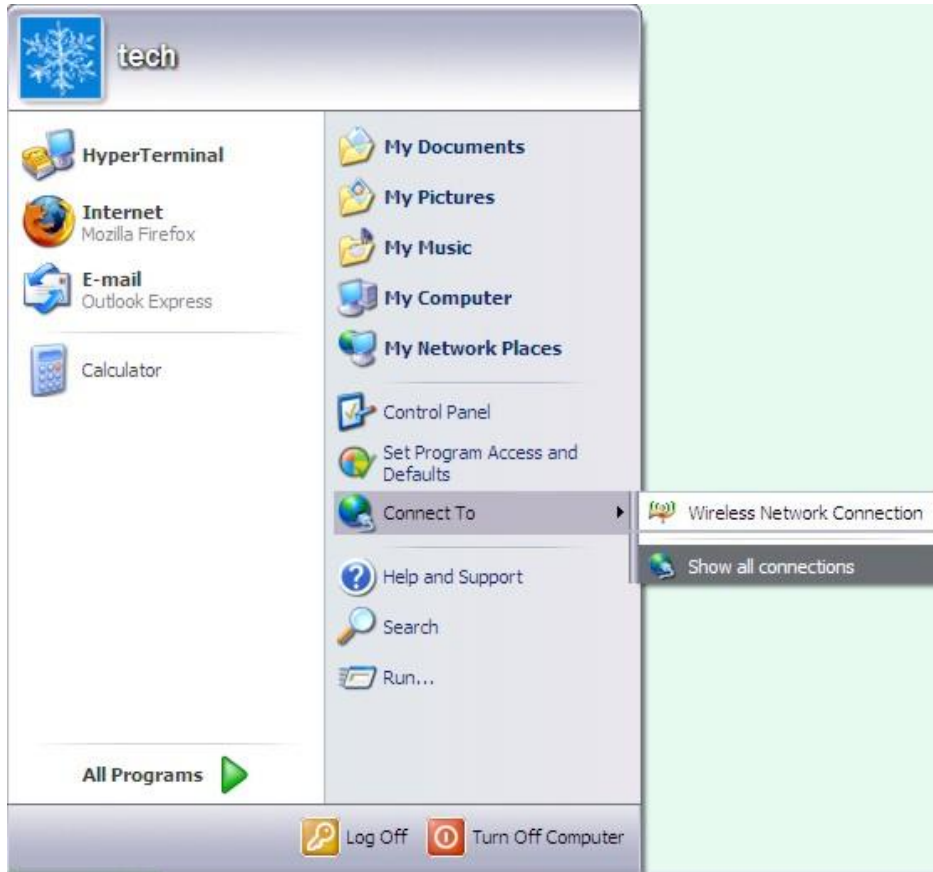 tech
HyperTerminal
Internet
Mozilla Firefox
E-mail
Outlook Express
Calculator
All Programs
My Documents
My Pictures
My Music
My Computer
My Network Places
Control Panel
Set Program Access and
Defaults
Connect To
Wireless Network Connection
Show all connections
Help and Support
Search
Run...
Log Off
Turn Off Computer